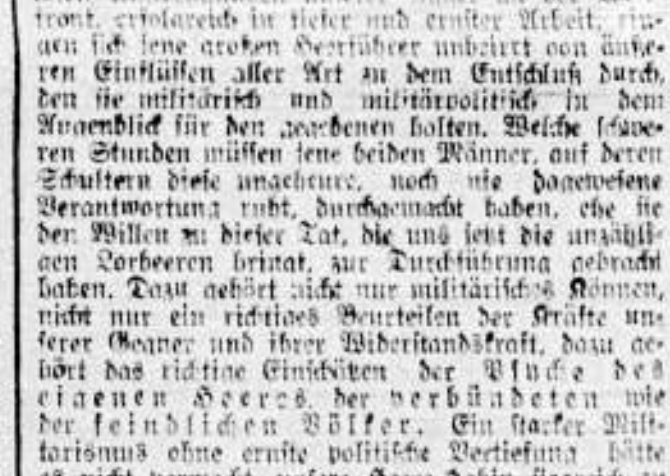 front, erfolgreich in tiefer und ernster Arbeit, rin-
gen sich jene großen Heerführer unbeirrt von äuße-
ren Einflüssen aller Art zu dem Entschluß durch,
den sie militärisch und militärpolitisch in dem
Augenblick für den gegebenen halten. Welche schwe-
ren Stunden müssen jene beiden Männer, auf deren
Schultern diese ungeheure, noch nie dagewesene
Verantwortung ruht, durchgemacht haben, ehe sie
den Willen zu dieser Tat, die uns jetzt die unzähli-
gen Lorbeeren bringt, zur Durchführung gebracht
haben. Dazu gehört nicht nur militärisches Können,
nicht nur ein richtiges Beurteilen der Kräfte un-
serer Gegner und ihrer Widerstandskraft, dazu ge-
hört das richtige Einschätzen der Psyche des
eigenen Heeres, der verbündeten wie
der feindlichen Völker. Ein starker Mili-
tarismus ohne ernste politische Vertiefung hätte
es nicht vermocht, unsere